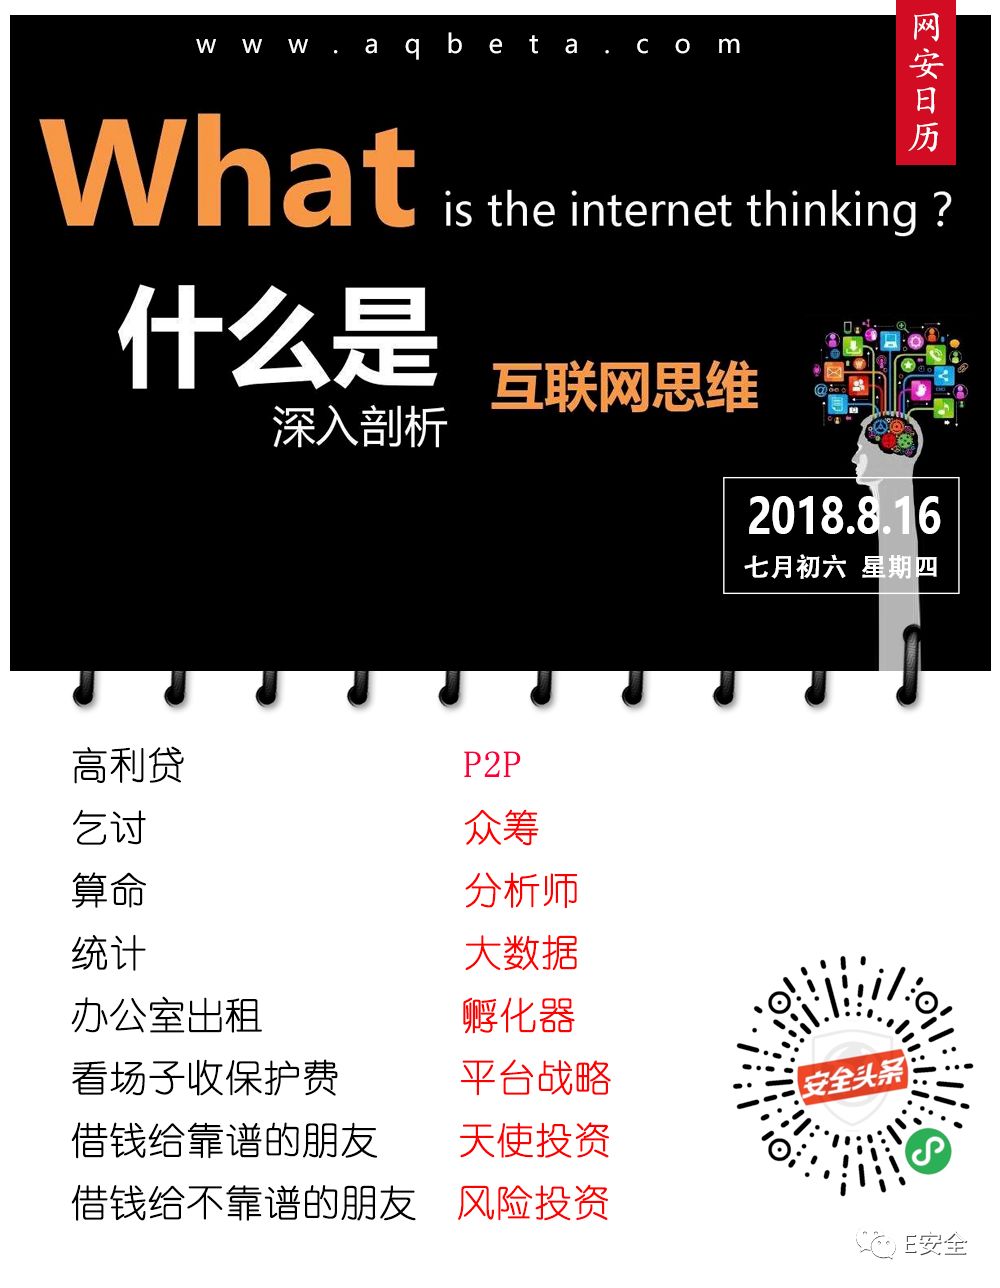 www.aqbeta.com
网安日历
What is the internet thinking？
什么是
互联网思维
深入剖析
2018.8.16
七月初六 星期四
高利贷 P2P
乞讨 众筹
算命 分析师
统计 大数据
办公室出租 孵化器
看场子收保护费 平台战略
借钱给靠谱的朋友 天使投资
借钱给不靠谱的朋友 风险投资
安全头条
E安全